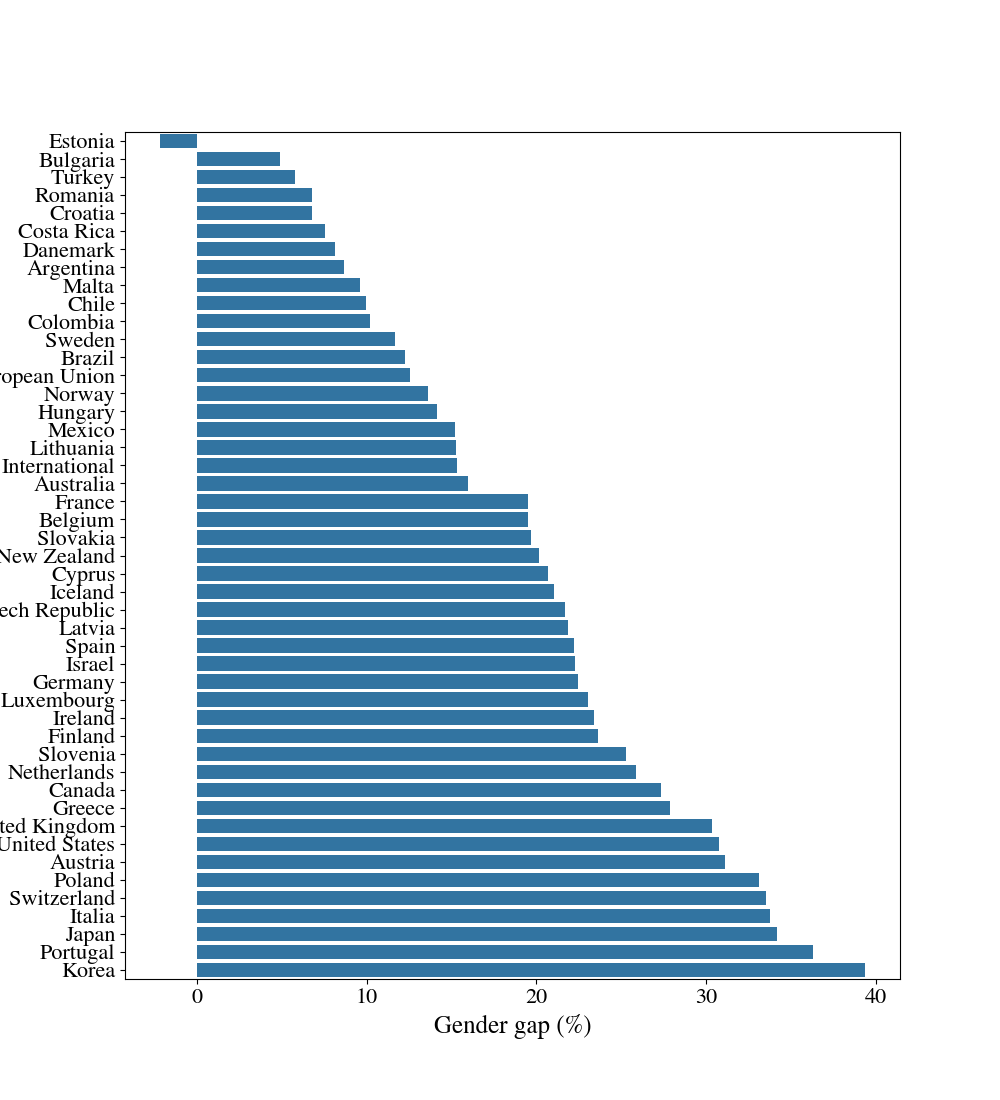 Estonia
Bulgaria
Turkey
Romania
Croatia
Costa Rica
Danemark
Argentina
Malta
Chile
Colombia
Sweden
Brazil
ropean Union
Norway
Hungary
Mexico
Lithuania
International
Australia
France
Belgium
Slovakia
New Zealand
Cyprus
Iceland
ech Republic
Latvia
Spain
Israel
Germany
Luxembourg
Ireland
Finland
Slovenia
Netherlands
Canada
Greece
ted Kingdom
United States
Austria
Poland
Switzerland
Italia
Japan
Portugal
Korea
0 10 20 30 40
Gender gap (%)